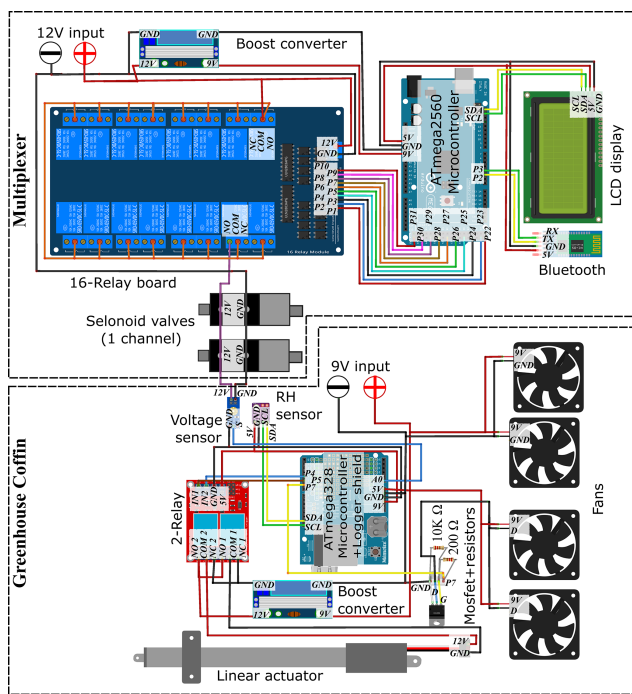 12V input
GND
GND
Boost converter
12V
9V
Multiplexer
NC
COM
NO
12V
GND
P10
P9
P8
P7
P6
P5
P4
P3
P2
P1
NO
COM
NC
16 Relay Module
16-Relay board
5V
GND
9V
ATmega2560
Microcontroller
SDA
SCL
P3
P2
P31
P30
P29
P28
P27
P26
P25
P24
P23
P22
SCL
SDA
5V
GND
LCD display
RX
TX
GND
5V
Bluetooth
Selonoid valves
(1 channel)
12V
GND
12V
GND
12V
GND
Greenhouse Coffin
Voltage
sensor
GND
S
RH
sensor
5V
GND
SCL
SDA
9V input
9V
GND
9V
GND
9V
D
9V
D
Fans
2-Relay
IN1
IN2
GND
5V
NO 2
COM 2
NC 2
NO 1
COM 1
NC 1
P4
P5
P7
SDA
SCL
ATmega328
Microcontroller
+Logger shield
A0
5V
GND
9V
10K Ω
200 Ω
GND
D
G
P7
Mosfet+resistors
GND
GND
12V
9V
Boost
converter
12V
GND
Linear actuator